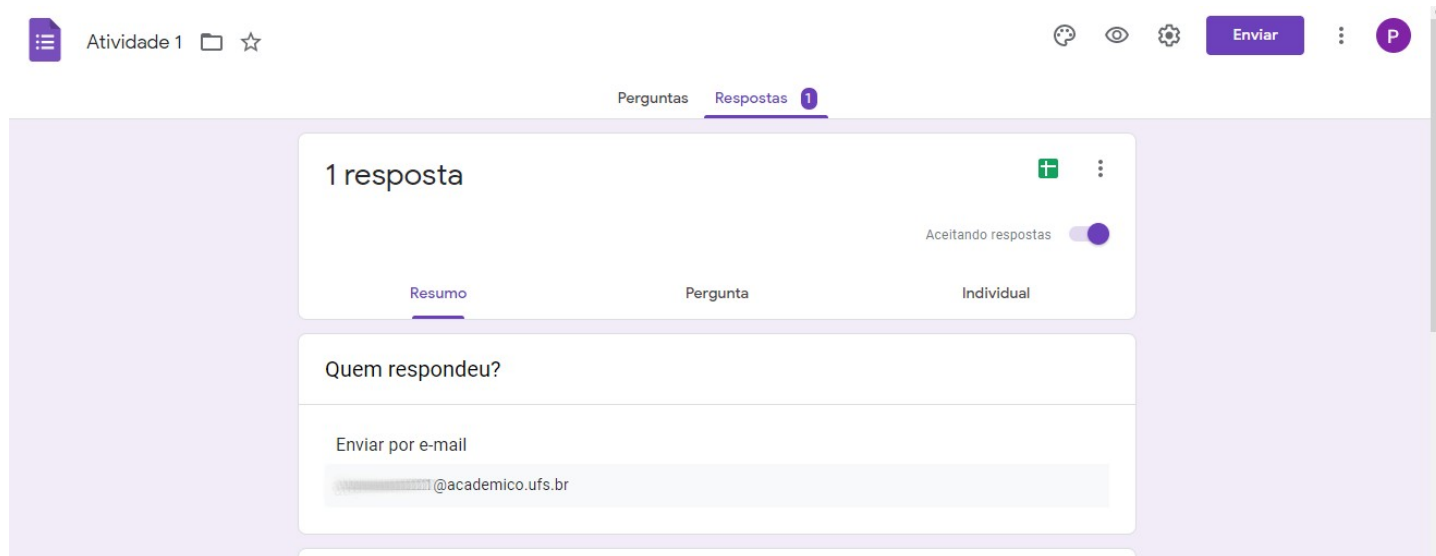 Atividade 1
Enviar
P
Perguntas Respostas 1
1 resposta
Aceitando respostas
Resumo Pergunta Individual
Quem respondeu?
Enviar por e-mail
@academico.ufs.br